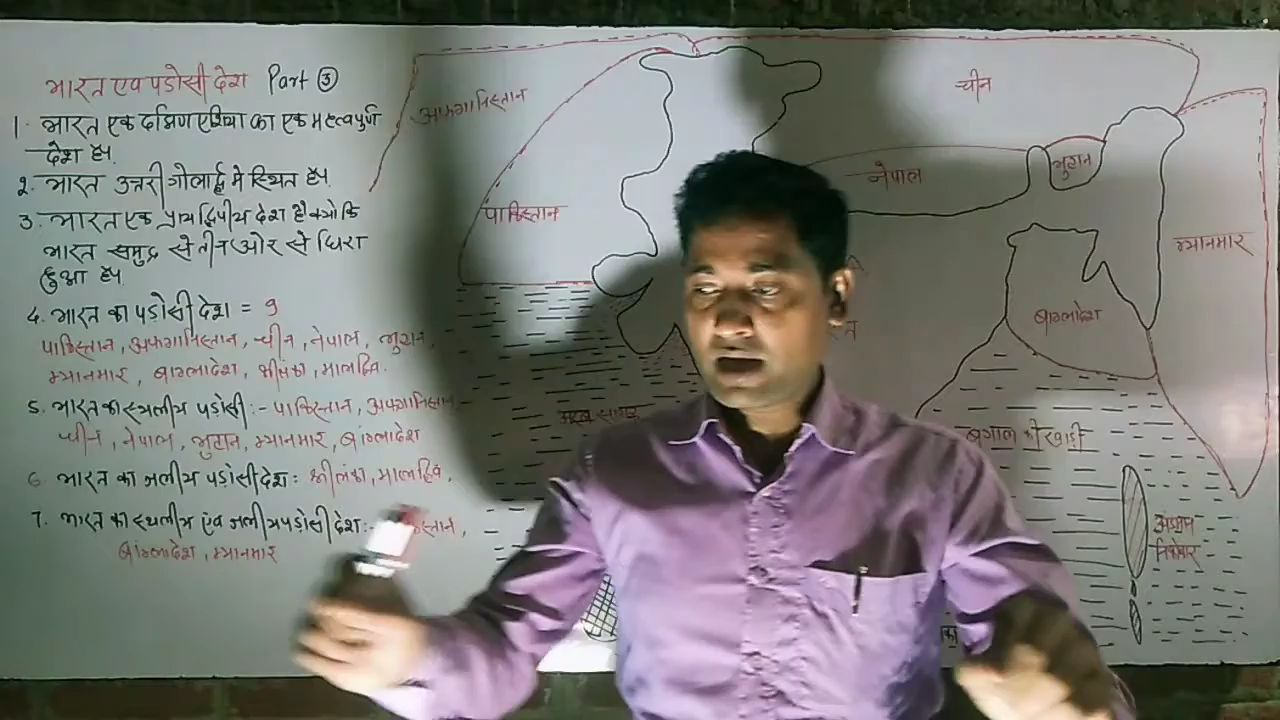 भारत एवं पड़ोसी देश Part ③
1. भारत एक दक्षिण एशिया का एक महत्वपुर्ण
देश है।
2. भारत उत्तरी गोलार्द्ध मे स्थित है।
3. भारत एक प्रायद्विपीय देश है क्योकि
भारत समुद्र से तीन ओर से घिरा
हुआ है।
4. भारत का पड़ोसी देश = 9
पाकिस्तान, अफगानिस्तान, चीन, नेपाल, भुटान,
म्यानमार, बांग्लादेश, श्रीलंका, मालदिव.
5. भारत का स्थलीय पड़ोसी :- पाकिस्तान, अफगानिस्तान,
चीन, नेपाल, भुटान, म्यानमार, बांग्लादेश
6. भारत का जलीय पड़ोसी देश : श्रीलंका, मालदिव.
7. भारत का स्थलीय एंव जलीय पड़ोसी देश :-
बांग्लादेश, म्यानमार
अफगानिस्तान
चीन
नेपाल
भुटान
पाकिस्तान
म्यानमार
बांग्लादेश
अरब सागर
बंगाल की खाड़ी
अंडमान
निकोबार